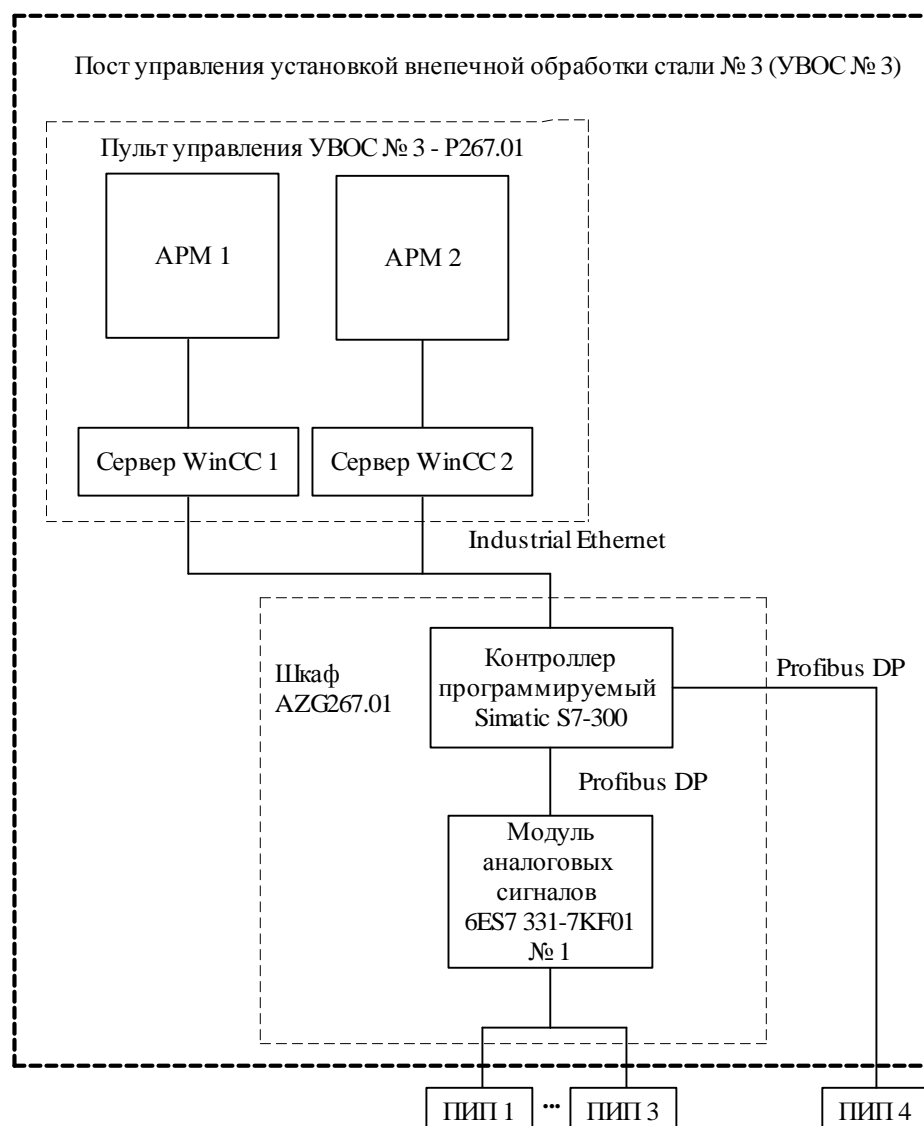 Пост управления установкой внепечной обработки стали № 3 (УВОС № 3)
Пульт управления УВОС № 3 - P267.01
АРМ 1
АРМ 2
Сервер WinCC 1
Сервер WinCC 2
Industrial Ethernet
Шкаф
AZG267.01
Контроллер
программируемый
Simatic S7-300
Profibus DP
Profibus DP
Модуль
аналоговых
сигналов
6ES7 331-7KF01
№ 1
ПИП 1
...
ПИП 3
ПИП 4